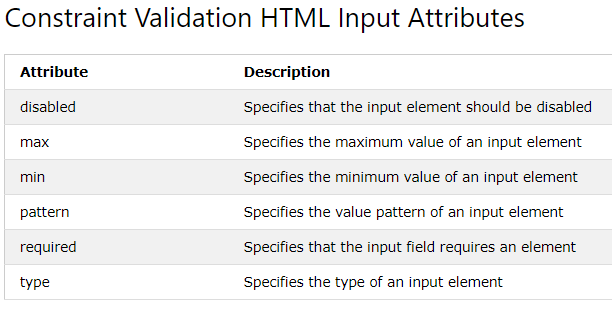 Constraint Validation HTML Input Attributes
Attribute Description
disabled Specifies that the input element should be disabled
max Specifies the maximum value of an input element
min Specifies the minimum value of an input element
pattern Specifies the value pattern of an input element
required Specifies that the input field requires an element
type Specifies the type of an input element